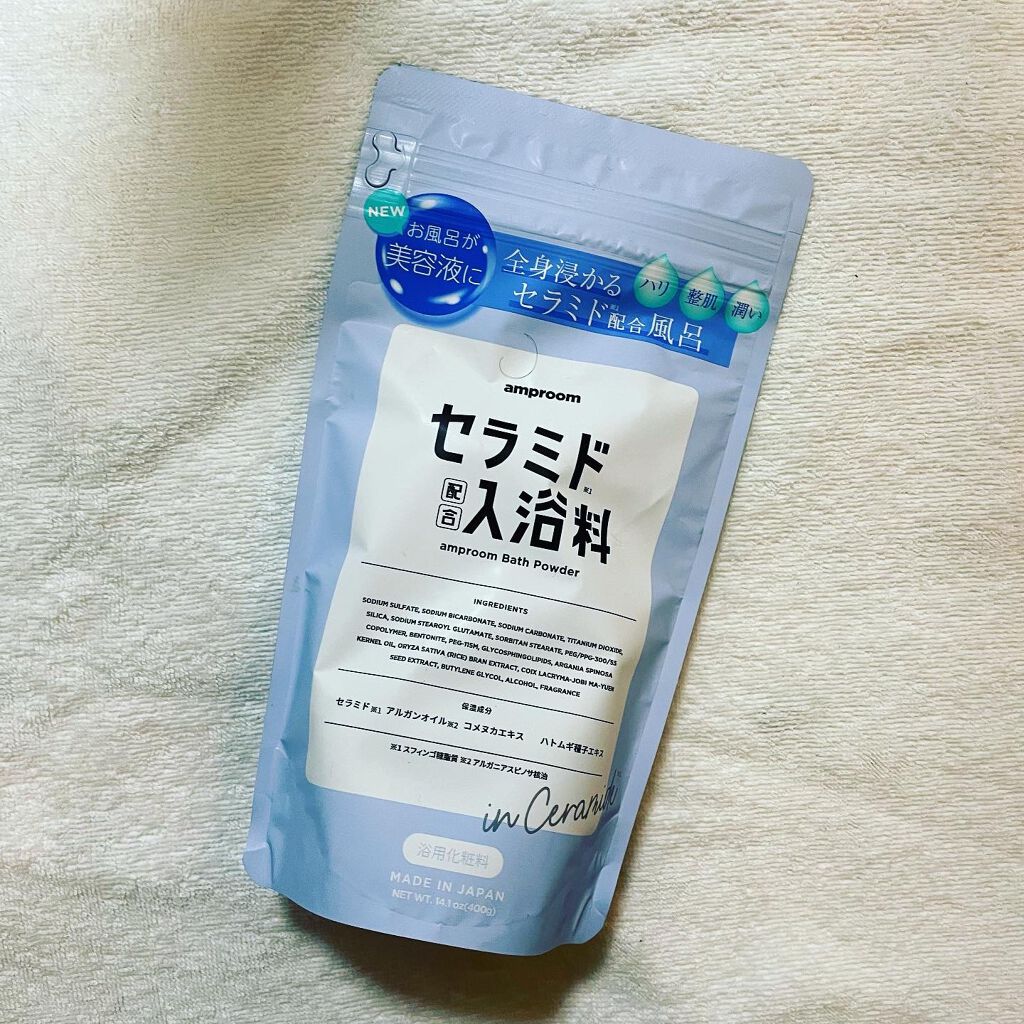 NEW
お風呂が
美容液に
全身浸かる
セラミド※1配合風呂
ハリ
整肌
潤い
amproom
セラミド※1
配合
入浴料
amproom Bath Powder
INGREDIENTS
SODIUM SULFATE, SODIUM BICARBONATE, SODIUM CARBONATE, TITANIUM DIOXIDE,
SILICA, SODIUM STEAROYL GLUTAMATE, SORBITAN STEARATE, PEG/PPG-300/55
COPOLYMER, BENTONITE, PEG-115M, GLYCOSPHINGOLIPIDS, ARGANIA SPINOSA
KERNEL OIL, ORYZA SATIVA (RICE) BRAN EXTRACT, COIX LACRYMA-JOBI MA-YUEN
SEED EXTRACT, BUTYLENE GLYCOL, ALCOHOL, FRAGRANCE
保湿成分
セラミド※1 アルガンオイル※2 コメヌカエキス ハトムギ種子エキス
※1 スフィンゴ糖脂質 ※2 アルガニアスピノサ核油
in Ceramide
浴用化粧料
MADE IN JAPAN
NET WT. 14.1 oz(400g)